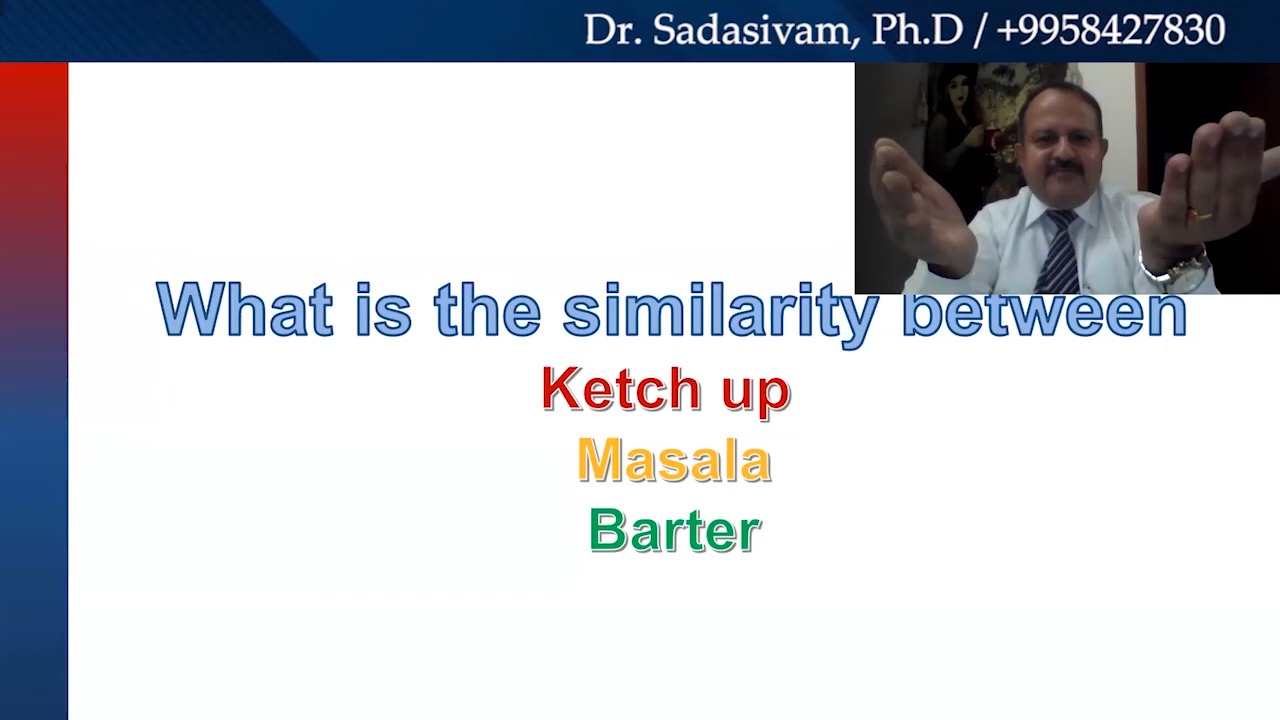 Dr. Sadasivam, Ph.D / +9958427830
What is the similarity between
Ketch up
Masala
Barter